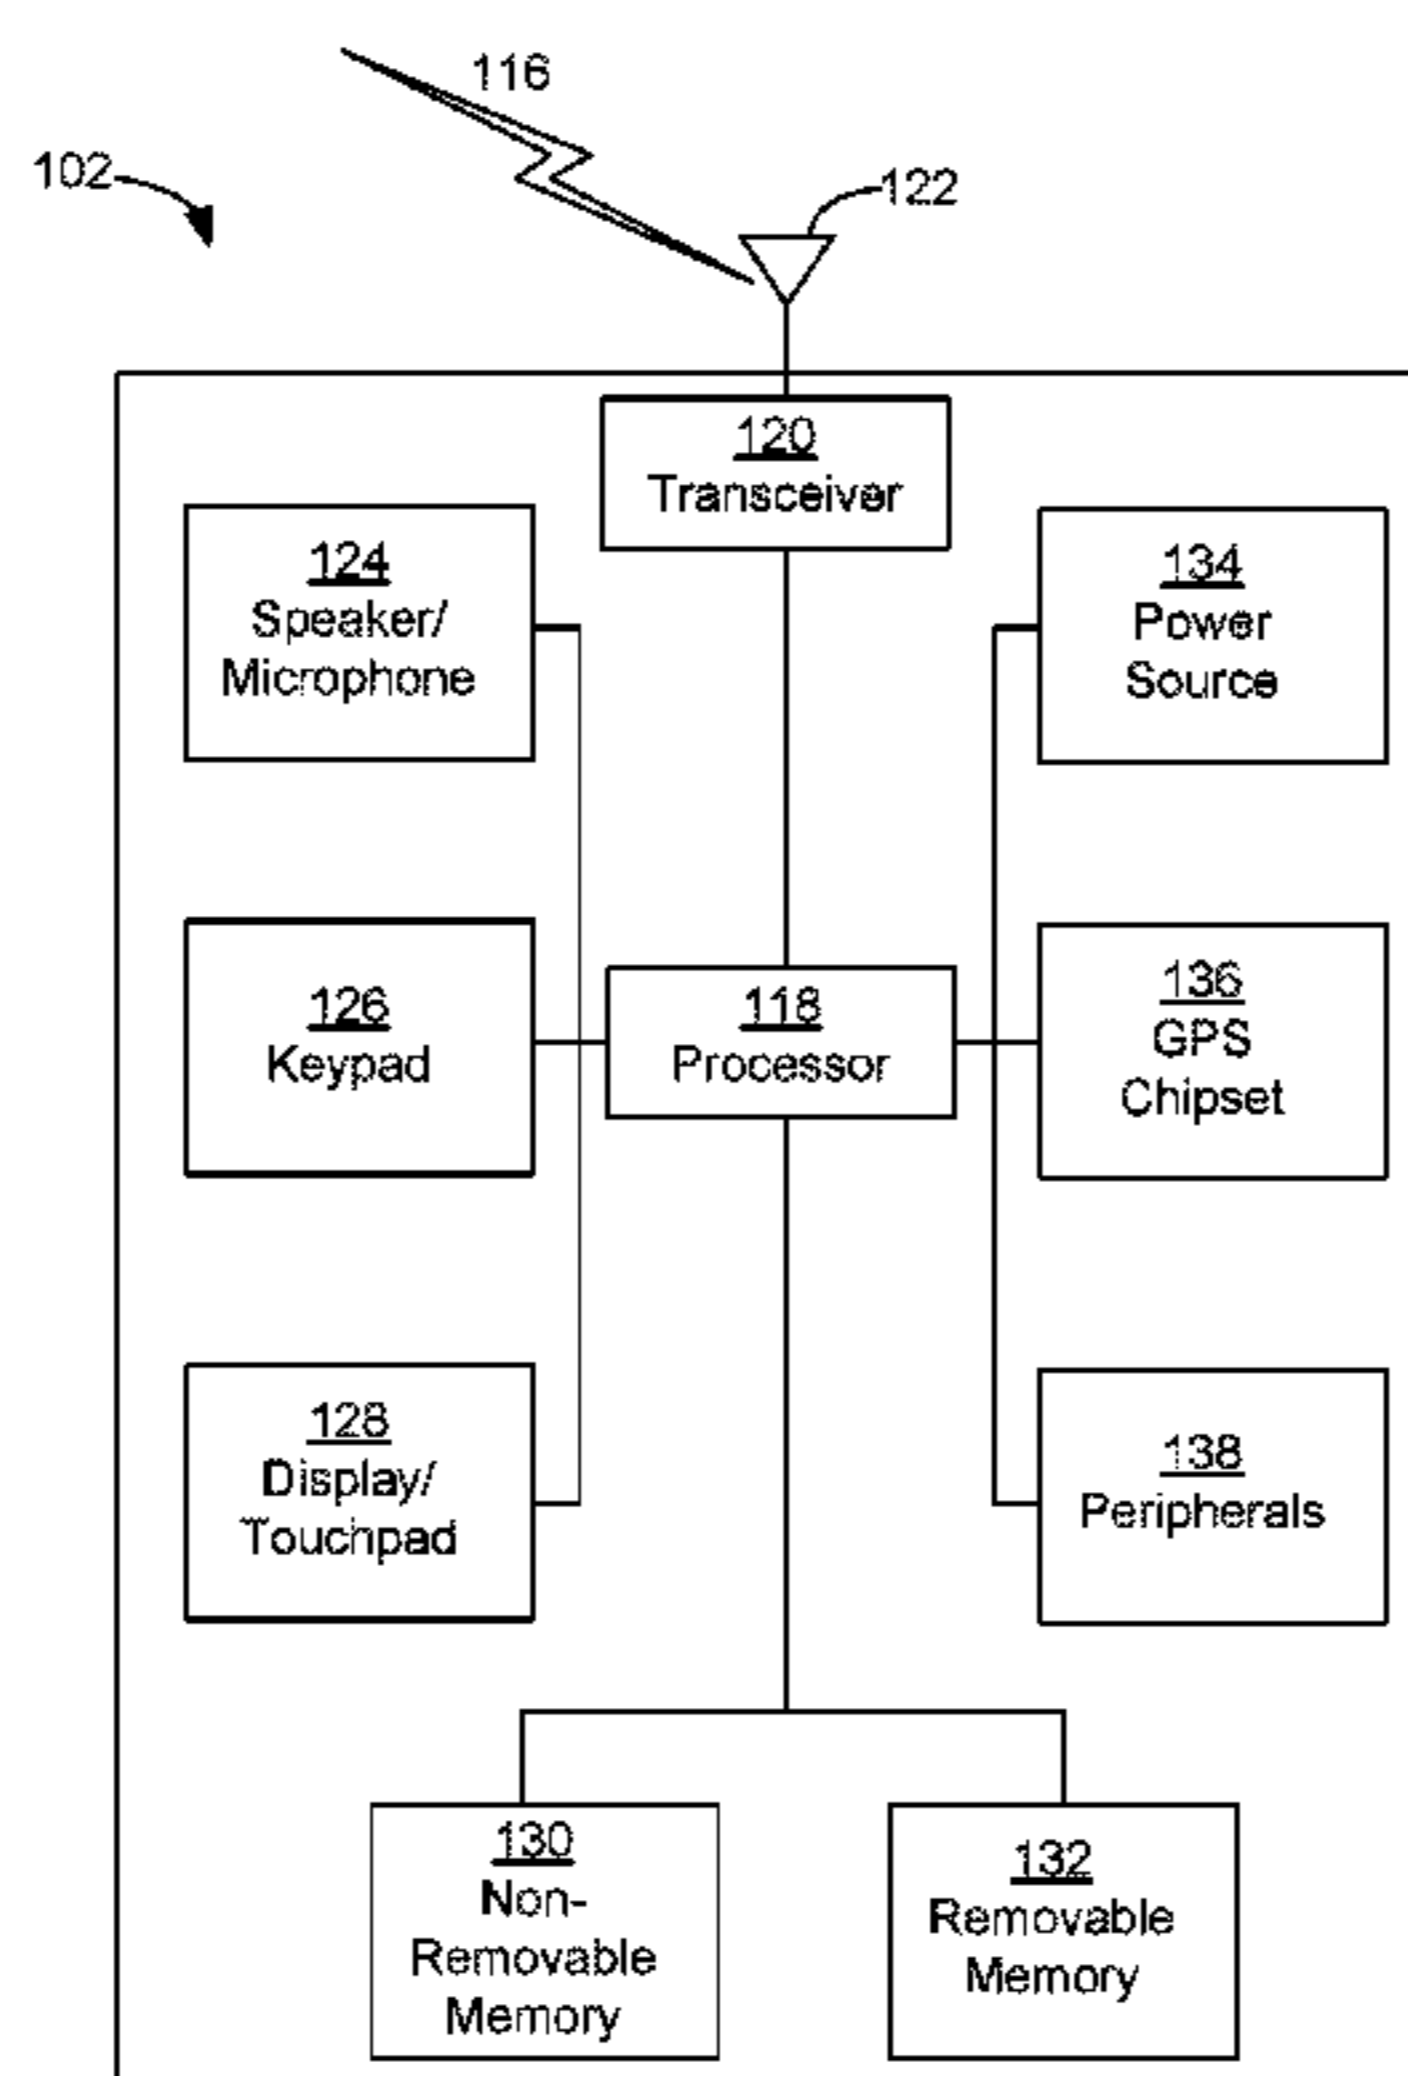 116
102
122
120
Transceiver
124
Speaker/
Microphone
134
Power
Source
126
Keypad
118
Processor
136
GPS
Chipset
128
Display/
Touchpad
138
Peripherals
130
Non-
Removable
Memory
132
Removable
Memory